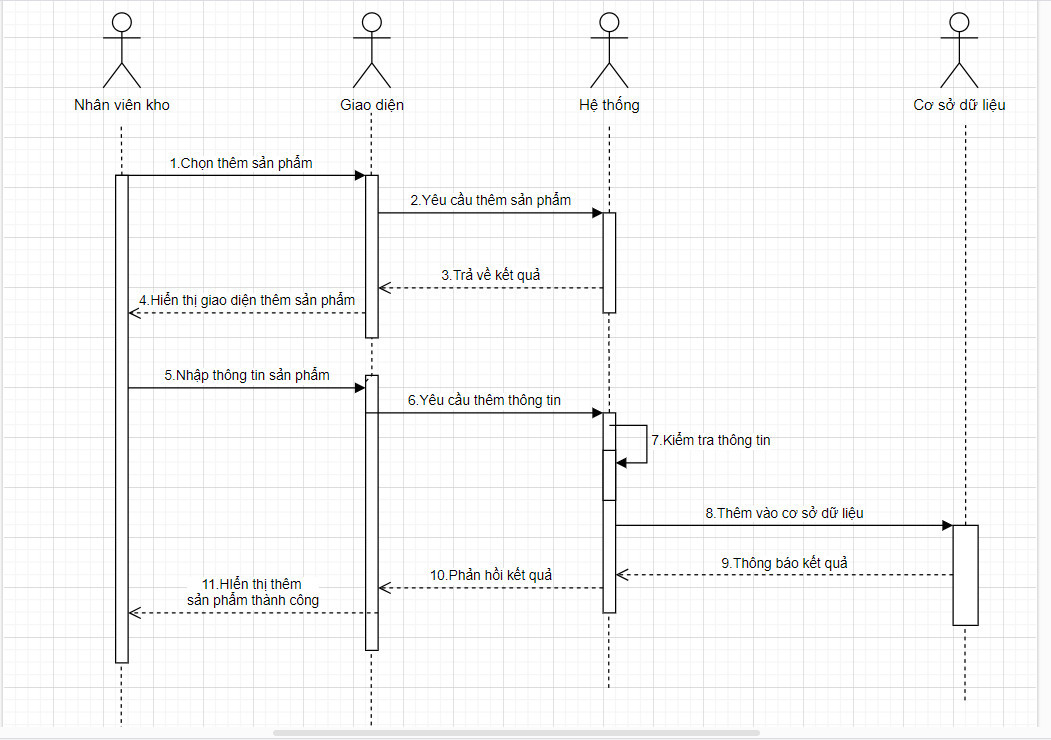 Nhân viên kho
Giao diện
Hệ thống
Cơ sở dữ liệu
1.Chọn thêm sản phẩm
2.Yêu cầu thêm sản phẩm
3.Trả về kết quả
4.Hiển thị giao diện thêm sản phẩm
5.Nhập thông tin sản phẩm
6.Yêu cầu thêm thông tin
7.Kiểm tra thông tin
8.Thêm vào cơ sở dữ liệu
9.Thông báo kết quả
10.Phản hồi kết quả
11.Hiển thị thêm
sản phẩm thành công